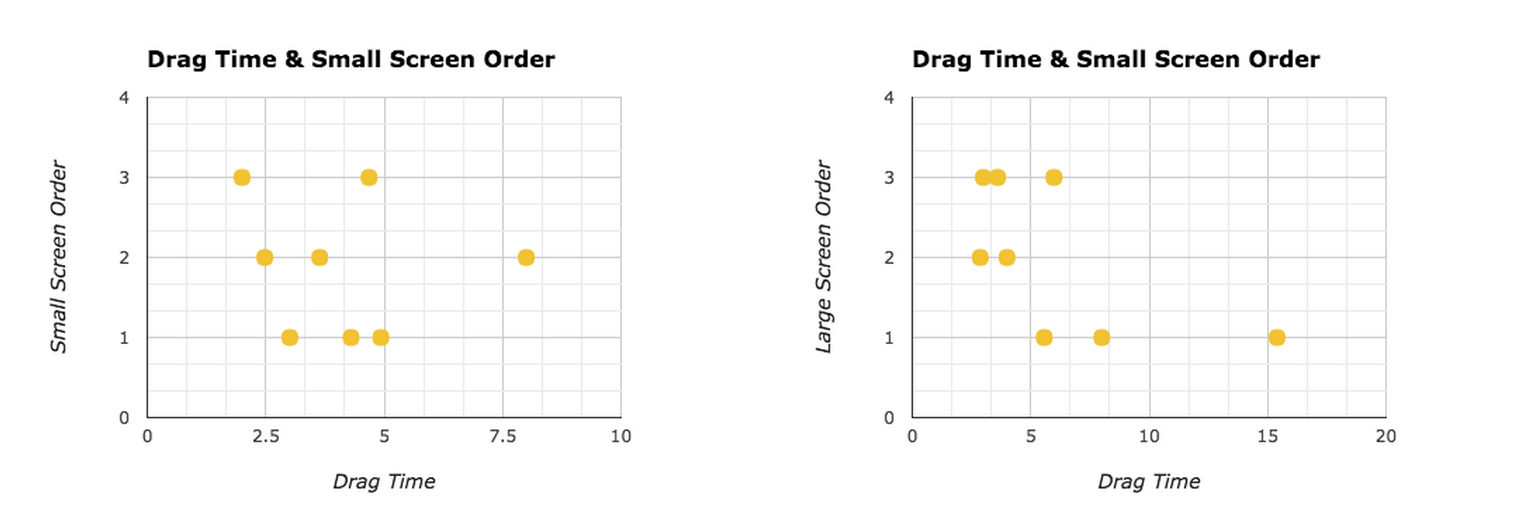 Drag Time & Small Screen Order
4
3
2
1
0
Small Screen Order
0 2.5 5 7.5 10
Drag Time
Drag Time & Small Screen Order
4
3
2
1
0
Large Screen Order
0 5 10 15 20
Drag Time